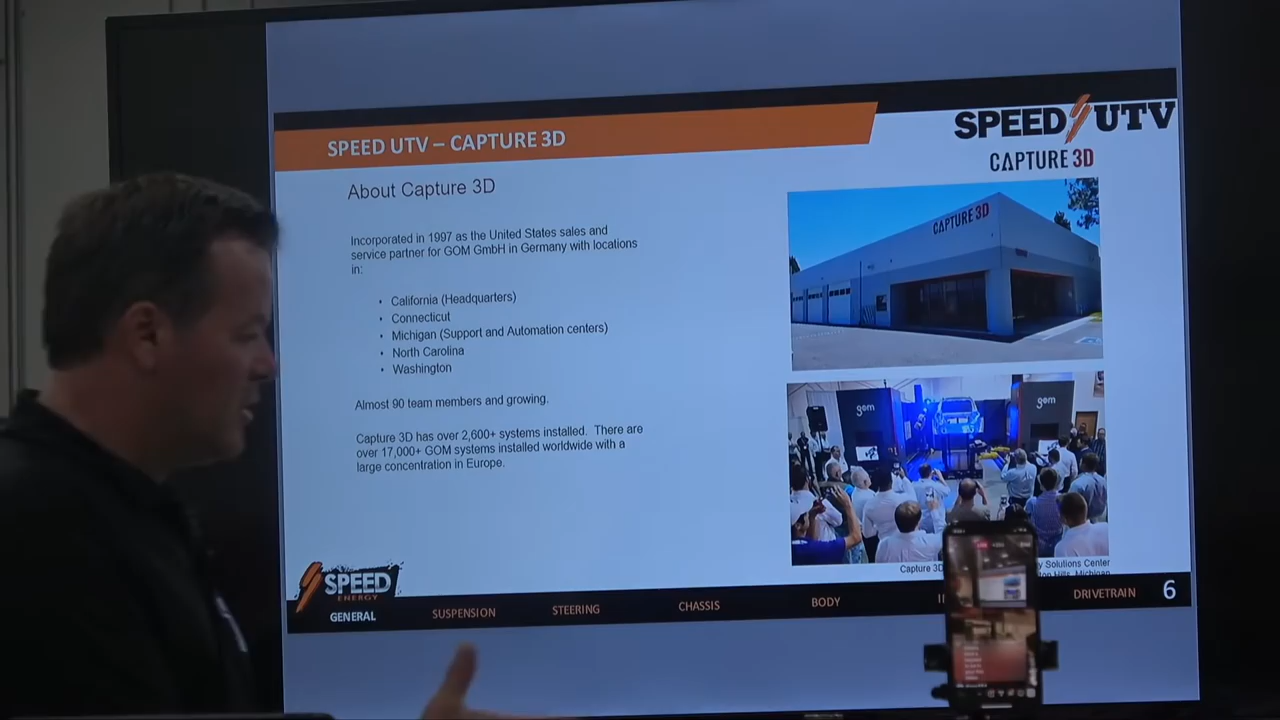 SPEED UTV
SPEED UTV – CAPTURE 3D
CAPTURE 3D
About Capture 3D
Incorporated in 1997 as the United States sales and
service partner for GOM GmbH in Germany with locations
in:
• California (Headquarters)
• Connecticut
• Michigan (Support and Automation centers)
• North Carolina
• Washington
Almost 90 team members and growing.
Capture 3D has over 2,600+ systems installed. There are
over 17,000+ GOM systems installed worldwide with a
large concentration in Europe.
CAPTURE 3D
gom
gom
Capture 3D
y Solutions Center
Hills, Michigan
SPEED
ENERGY
GENERAL
SUSPENSION
STEERING
CHASSIS
BODY
DRIVETRAIN
6